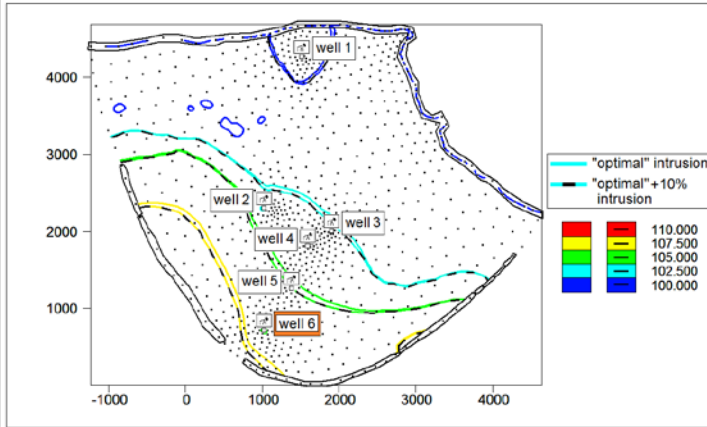 well 1
4000
3000
well 2
well 3
2000
well 4
well 5
1000
well 6
-1000
0
1000
2000
3000
4000
"optimal" intrusion
"optimal"+10%
intrusion
110.000
107.500
105.000
102.500
100.000